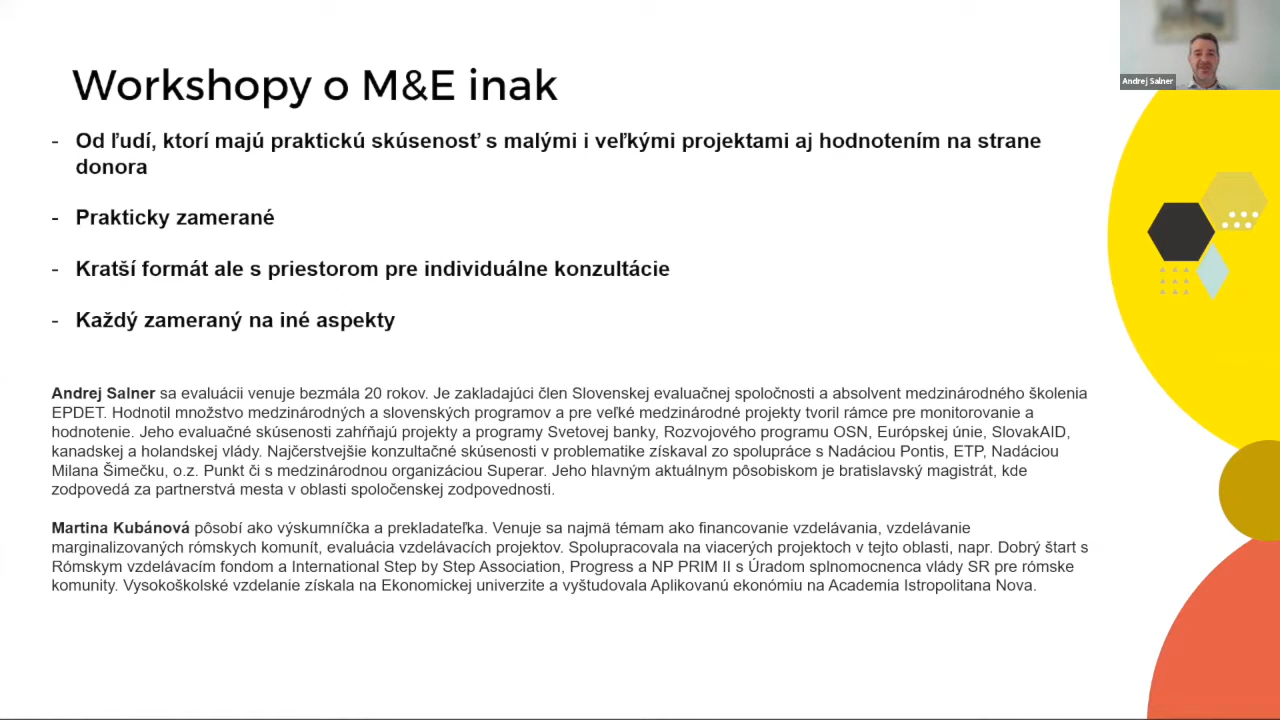 Workshopy o M&E inak
- Od ľudí, ktorí majú praktickú skúsenosť s malými i veľkými projektami aj hodnotením na strane
donora
- Prakticky zamerané
- Kratší formát ale s priestorom pre individuálne konzultácie
- Každý zameraný na iné aspekty
Andrej Salner sa evaluácii venuje bezmála 20 rokov. Je zakladajúci člen Slovenskej evaluačnej spoločnosti a absolvent medzinárodného školenia
EPDET. Hodnotil množstvo medzinárodných a slovenských programov a pre veľké medzinárodné projekty tvoril rámce pre monitorovanie a
hodnotenie. Jeho evaluačné skúsenosti zahŕňajú projekty a programy Svetovej banky, Rozvojového programu OSN, Európskej únie, SlovakAID,
kanadskej a holandskej vlády. Najčerstvejšie konzultačné skúsenosti v problematike získaval zo spolupráce s Nadáciou Pontis, ETP, Nadáciou
Milana Šimečku, o.z. Punkt či s medzinárodnou organizáciou Superar. Jeho hlavným aktuálnym pôsobiskom je bratislavský magistrát, kde
zodpovedá za partnerstvá mesta v oblasti spoločenskej zodpovednosti.
Martina Kubánová pôsobí ako výskumníčka a prekladateľka. Venuje sa najmä témam ako financovanie vzdelávania, vzdelávanie
marginalizovaných rómskych komunít, evaluácia vzdelávacích projektov. Spolupracovala na viacerých projektoch v tejto oblasti, napr. Dobrý štart s
Rómskym vzdelávacím fondom a International Step by Step Association, Progress a NP PRIM II s Úradom splnomocnenca vlády SR pre rómske
komunity. Vysokoškolské vzdelanie získala na Ekonomickej univerzite a vyštudovala Aplikovanú ekonómiu na Academia Istropolitana Nova.
Andrej Salner